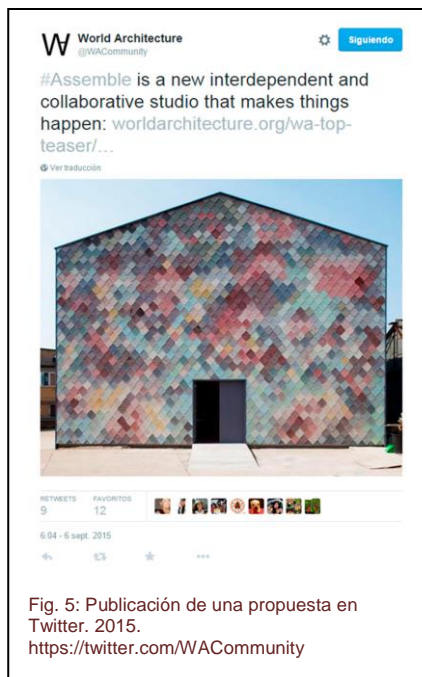 World Architecture
@WACommunity
Siguiendo
#Assemble is a new interdependent and
collaborative studio that makes things
happen: worldarchitecture.org/wa-top-
teaser/...
Ver traducción
RETWEETS
9
FAVORITOS
12
6:04 - 6 sept. 2015
Fig. 5: Publicación de una propuesta en
Twitter. 2015.
https://twitter.com/WACommunity